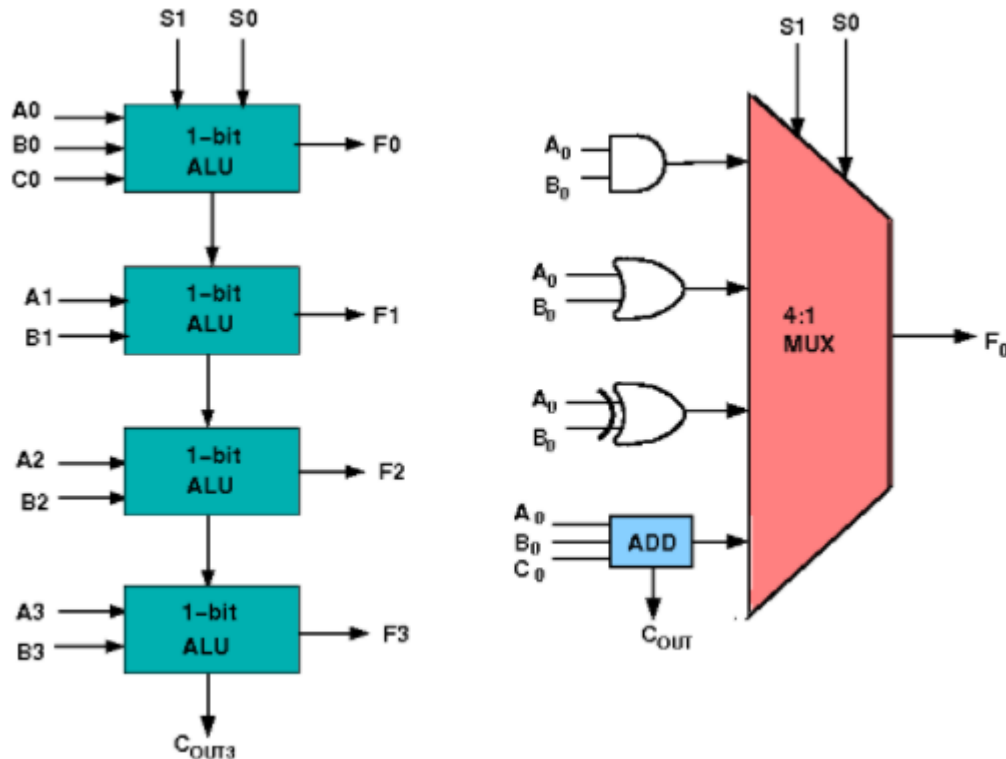 S1 S0
A0
B0
C0
1-bit
ALU
F0
A1
B1
1-bit
ALU
F1
A2
B2
1-bit
ALU
F2
A3
B3
1-bit
ALU
F3
COUT3
S1 S0
A0
B0
A0
B0
A0
B0
A0
B0
C0
ADD
COUT
4:1
MUX
F0